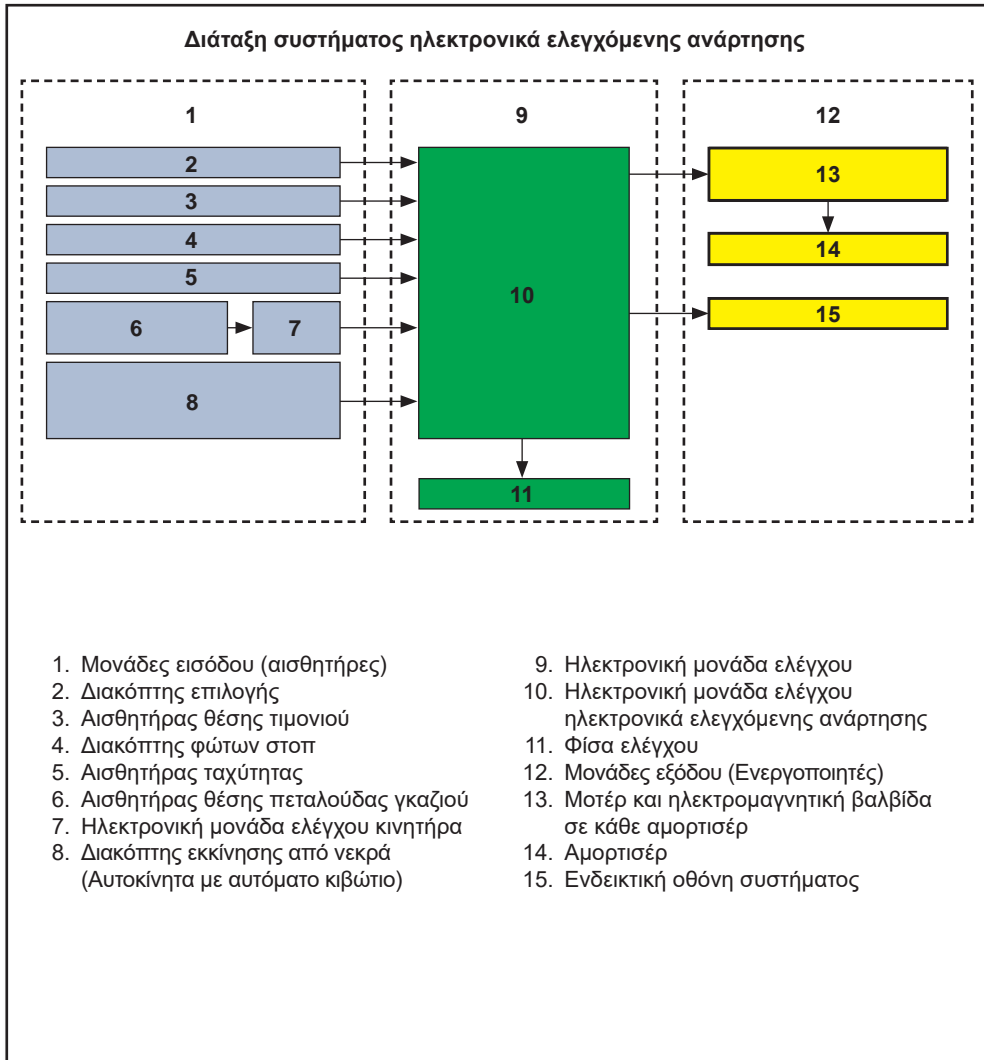 Διάταξη συστήματος ηλεκτρονικά ελεγχόμενης ανάρτησης
1
9
12
2
3
4
5
6
7
8
10
11
13
14
15
1. Μονάδες εισόδου (αισθητήρες)
2. Διακόπτης επιλογής
3. Αισθητήρας θέσης τιμονιού
4. Διακόπτης φώτων στοπ
5. Αισθητήρας ταχύτητας
6. Αισθητήρας θέσης πεταλούδας γκαζιού
7. Ηλεκτρονική μονάδα ελέγχου κινητήρα
8. Διακόπτης εκκίνησης από νεκρά
(Αυτοκίνητα με αυτόματο κιβώτιο)
9. Ηλεκτρονική μονάδα ελέγχου
10. Ηλεκτρονική μονάδα ελέγχου
ηλεκτρονικά ελεγχόμενης ανάρτησης
11. Φίσα ελέγχου
12. Μονάδες εξόδου (Ενεργοποιητές)
13. Μοτέρ και ηλεκτρομαγνητική βαλβίδα
σε κάθε αμορτισέρ
14. Αμορτισέρ
15. Ενδεικτική οθόνη συστήματος